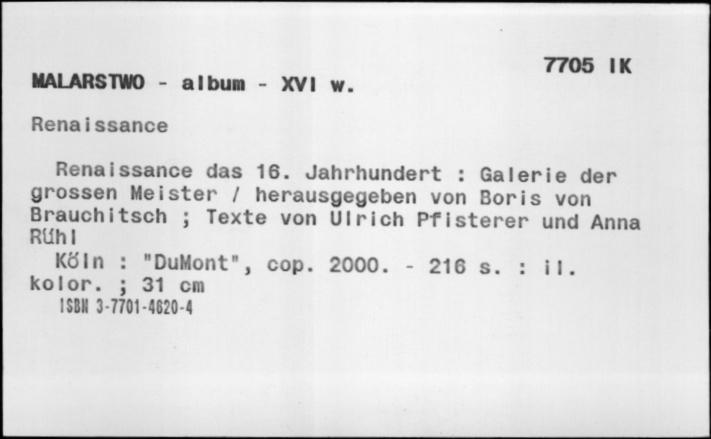 7705 IK
MALARSTWO - album - XVI w.
Renaissance
Renaissance das 16. Jahrhundert : Galerie der
grossen Meister / herausgegeben von Boris von
Brauchitsch ; Texte von Ulrich Pfisterer und Anna
Rühl
Köln : "DuMont", cop. 2000. - 216 s. : il.
kolor. ; 31 cm
ISBN 3-7701-4620-4